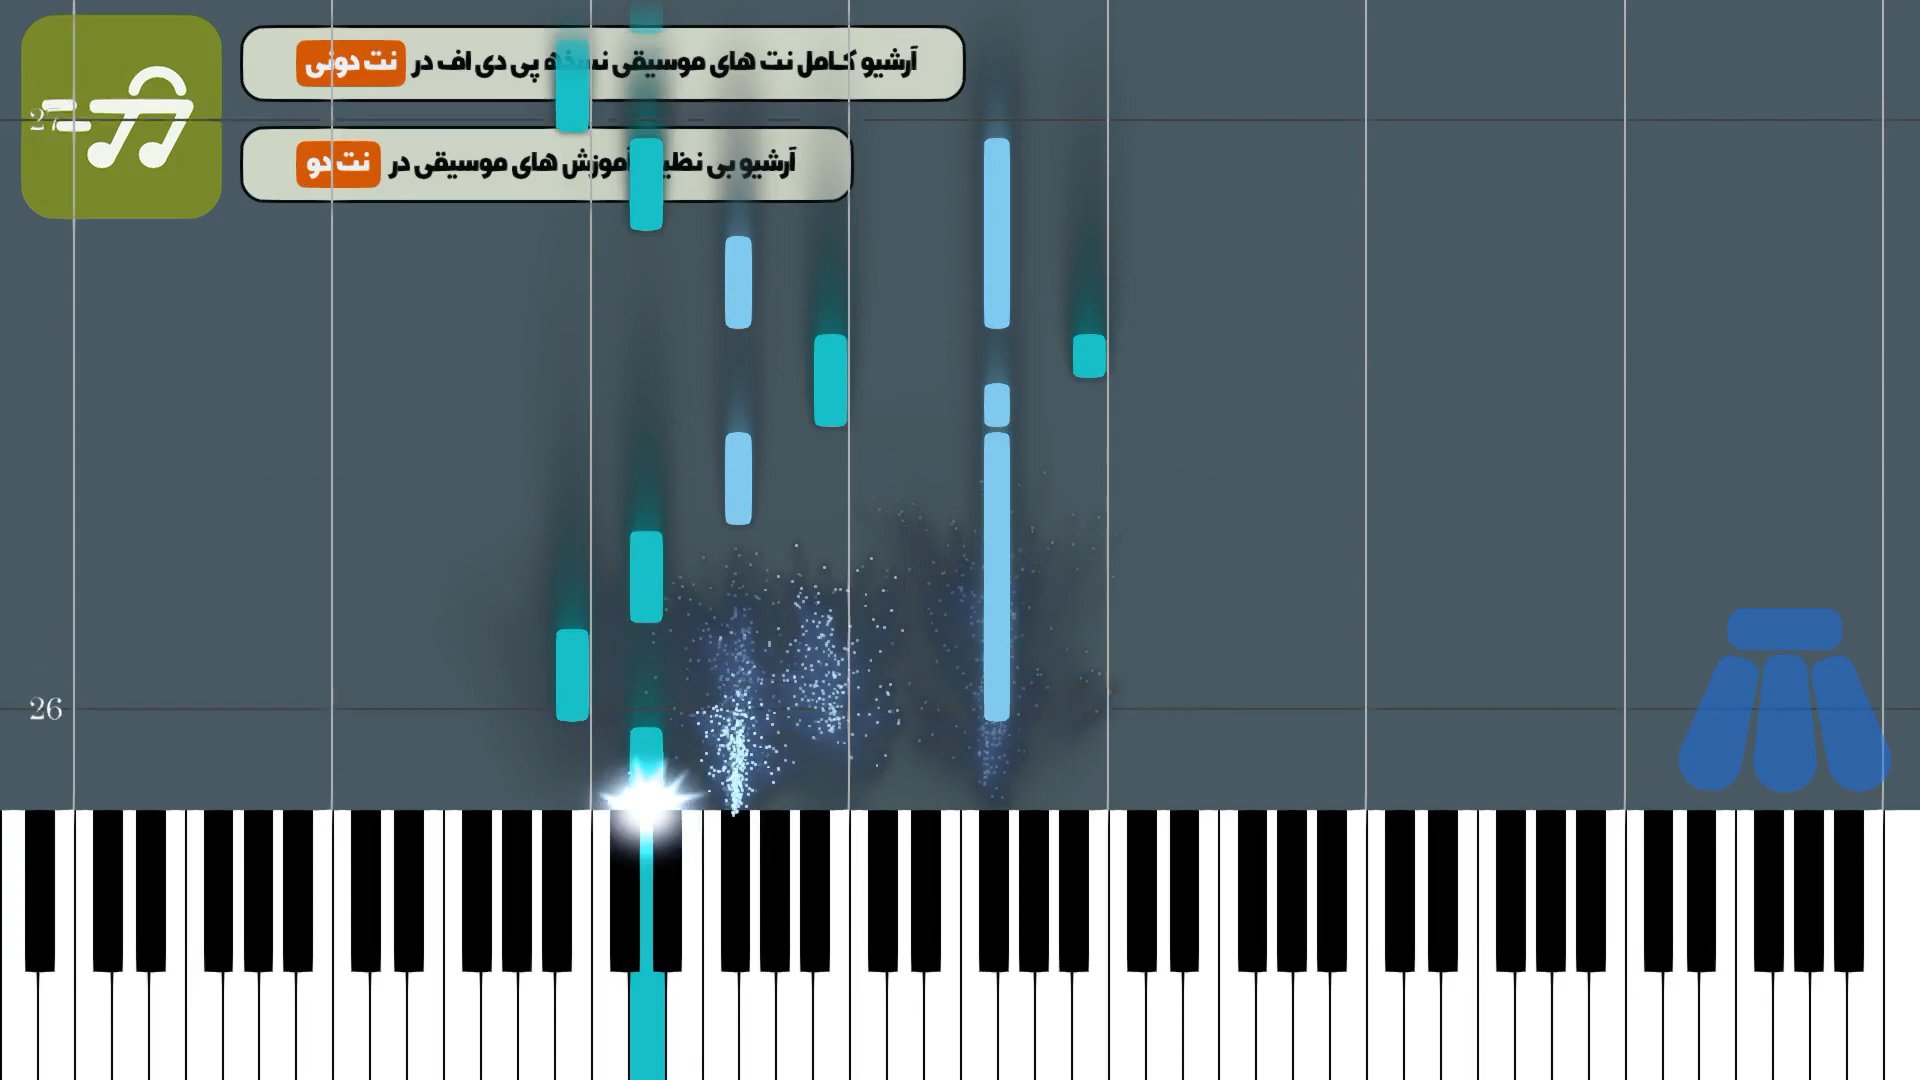 آرشیو کامل نت های موسیقی نسخه پی دی اف در نت دونی
27
آرشیو بی نظیر آموزش های موسیقی در نت دو
26